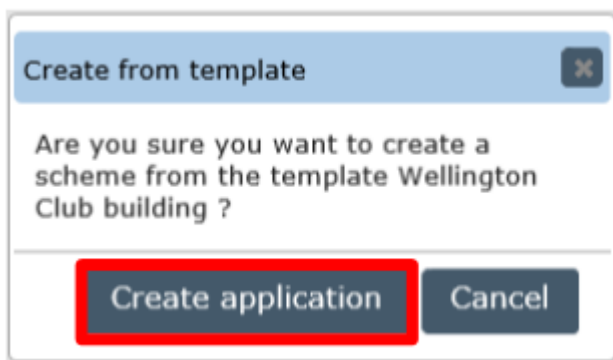 Create from template
Are you sure you want to create a
scheme from the template Wellington
Club building ?
Create application
Cancel